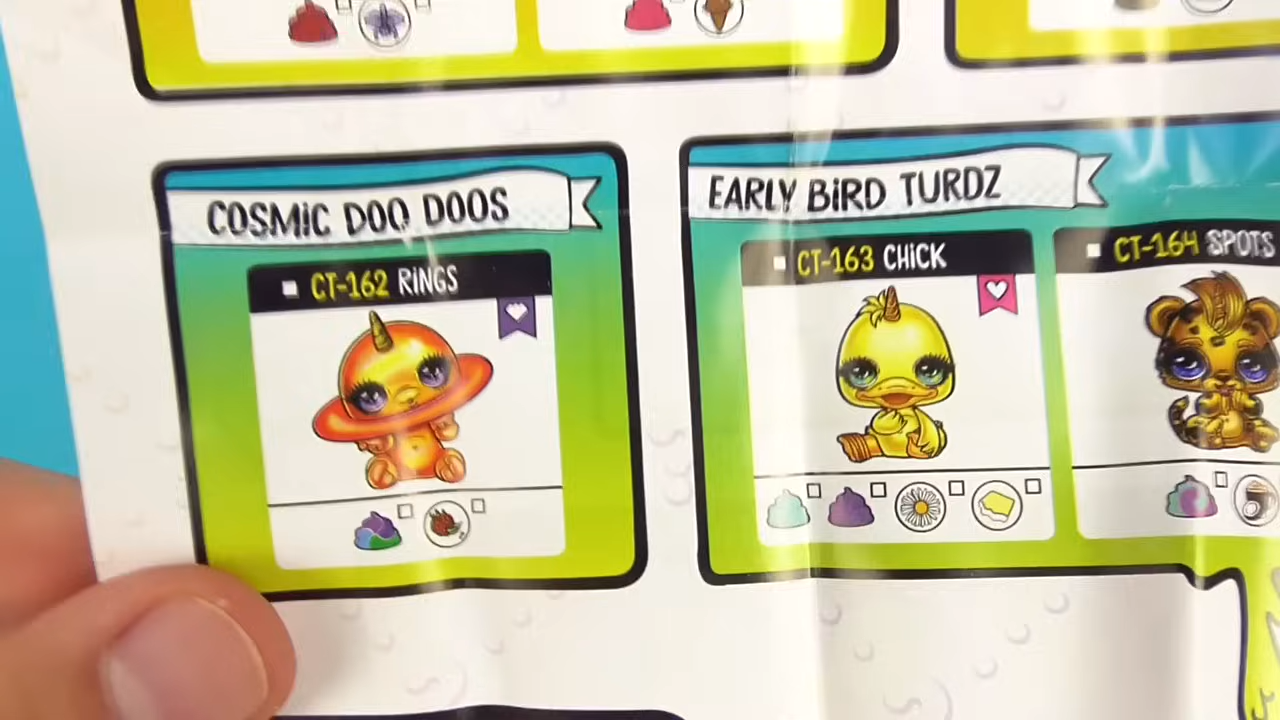 COSMIC DOO DOOS
CT-162 RINGS
EARLY BIRD TURDZ
CT-163 CHICK
CT-164 SPOTS